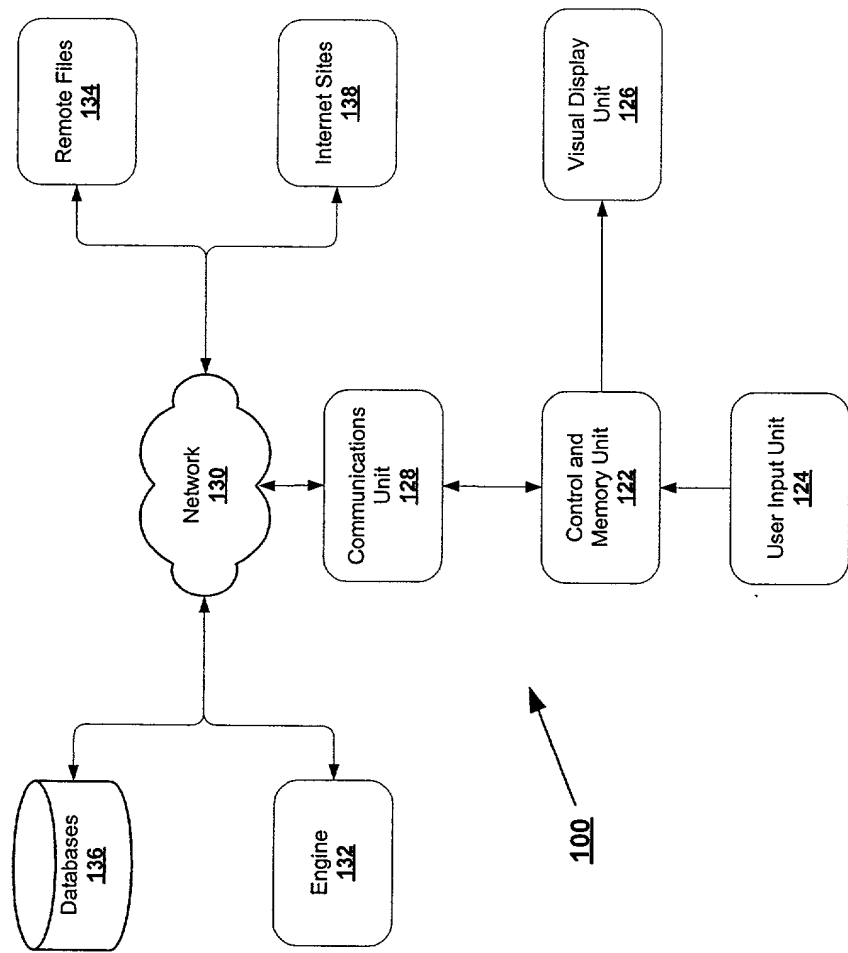 Databases
136
Engine
132
Network
130
Remote Files
134
Internet Sites
138
Communications
Unit
128
Control and
Memory Unit
122
User Input Unit
124
Visual Display
Unit
126
100